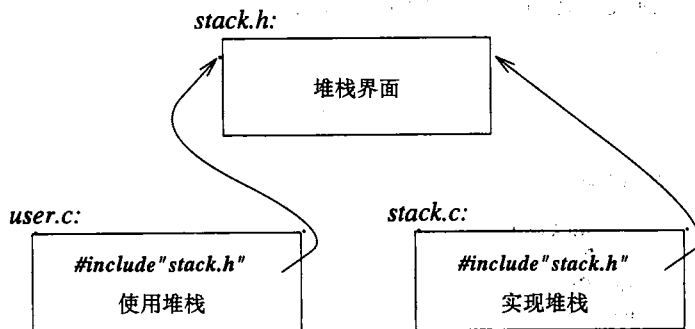 stack.h:
堆栈界面
user.c:
stack.c:
#include"stack.h"
使用堆栈
#include"stack.h"
实现堆栈